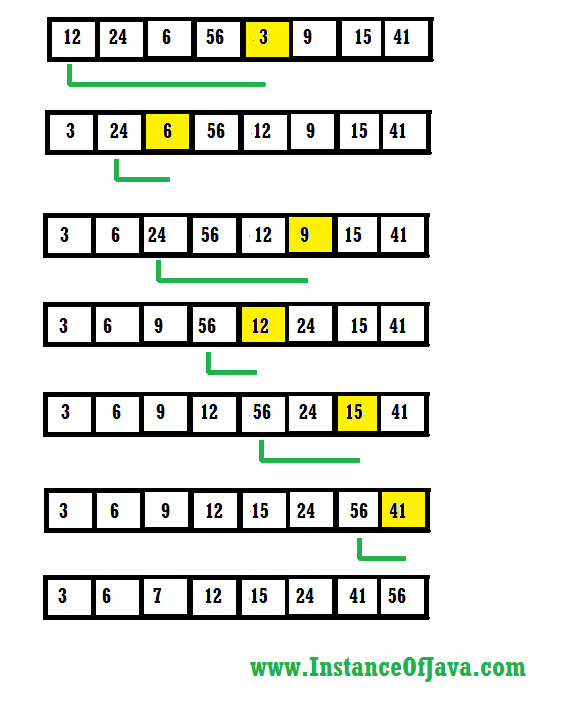 12 24 6 56 3 9 15 41
3 24 6 56 12 9 15 41
3 6 24 56 12 9 15 41
3 6 9 56 12 24 15 41
3 6 9 12 56 24 15 41
3 6 9 12 15 24 56 41
3 6 7 12 15 24 41 56
www.InstanceOfJava.com